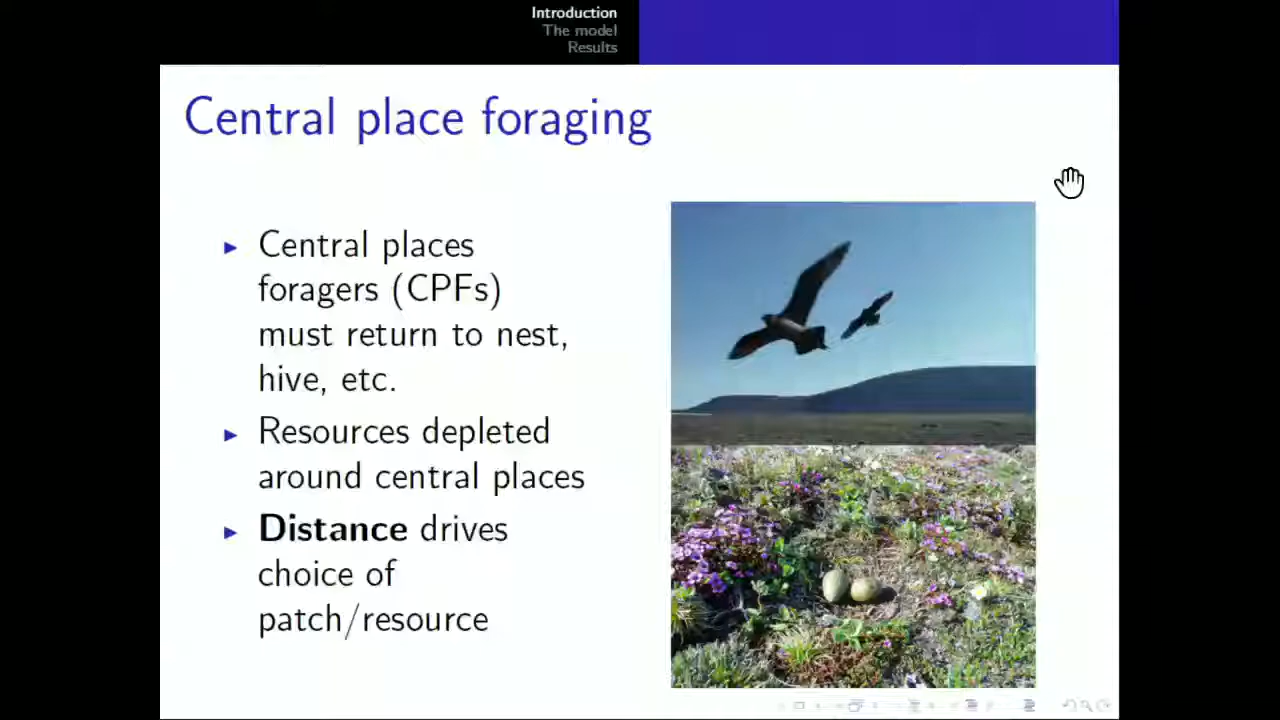 Introduction
The model
Results
Central place foraging
Central places
foragers (CPFs)
must return to nest,
hive, etc.
Resources depleted
around central places
Distance drives
choice of
patch/resource